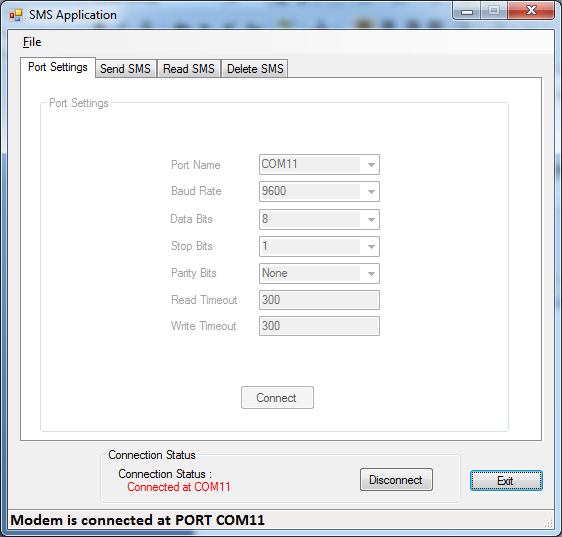 SMS Application
File
Port Settings Send SMS Read SMS Delete SMS
Port Settings
Port Name COM11
Baud Rate 9600
Data Bits 8
Stop Bits 1
Parity Bits None
Read Timeout 300
Write Timeout 300
Connect
Connection Status
Connection Status :
Connected at COM11
Disconnect
Exit
Modem is connected at PORT COM11